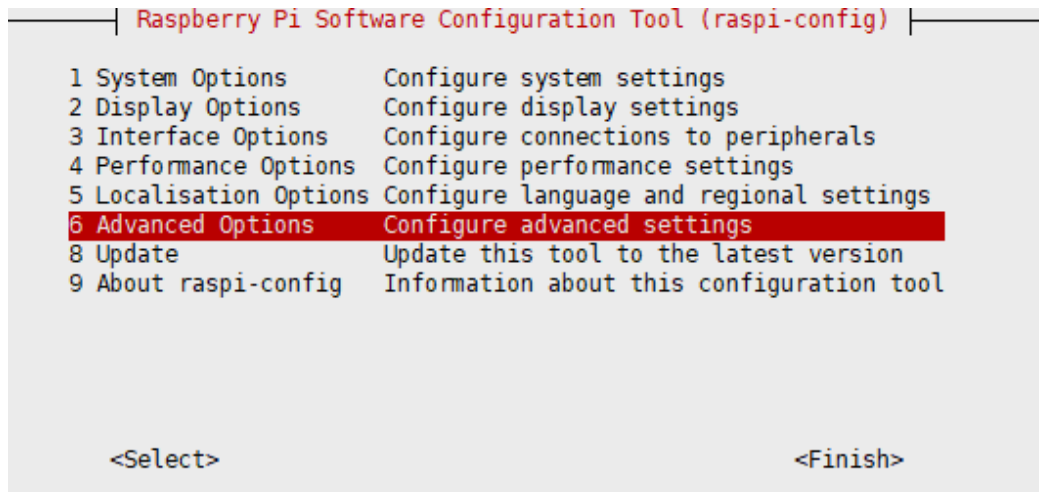 Raspberry Pi Software Configuration Tool (raspi-config)
1 System Options Configure system settings
2 Display Options Configure display settings
3 Interface Options Configure connections to peripherals
4 Performance Options Configure performance settings
5 Localisation Options Configure language and regional settings
6 Advanced Options Configure advanced settings
8 Update Update this tool to the latest version
9 About raspi-config Information about this configuration tool
<Select> <Finish>